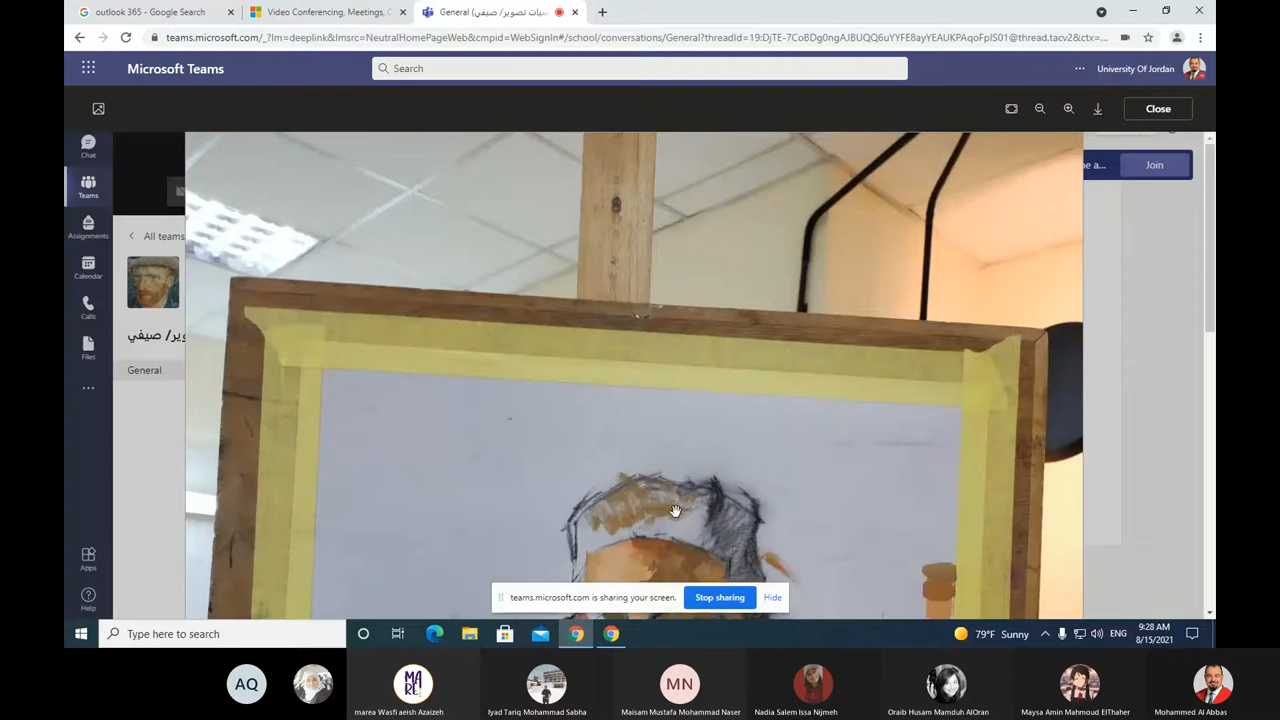 outlook 365 - Google Search
Video Conferencing, Meetings, C
General (اسيات تصوير/ صيفي
teams.microsoft.com/_?lm=deeplink&lmsrc=NeutralHomePageWeb&cmpid=WebSignIn#/school/conversations/General?threadId=19:DjTE-7CoBDg0ngAJBUQQ6uYYFE8ayYEAUKPAqoFpIS01@thread.tacv2&ctx=...
Microsoft Teams
Search
University Of Jordan
Close
Chat
Teams
Assignments
Calendar
Calls
Files
Apps
Help
All teams
وير/ صيفي
General
e a...
Join
teams.microsoft.com is sharing your screen.
Stop sharing
Hide
Type here to search
79°F Sunny
ENG
9:28 AM
8/15/2021
AQ
MARE
MN
marea Wasfi aeish Azaizeh
Iyad Tariq Mohammad Sabha
Maisam Mustafa Mohammad Naser
Nadia Salem Issa Nijmeh
Oraib Husam Mamduh AlOran
Maysa Amin Mahmoud ElThaher
Mohammed Al Abbas